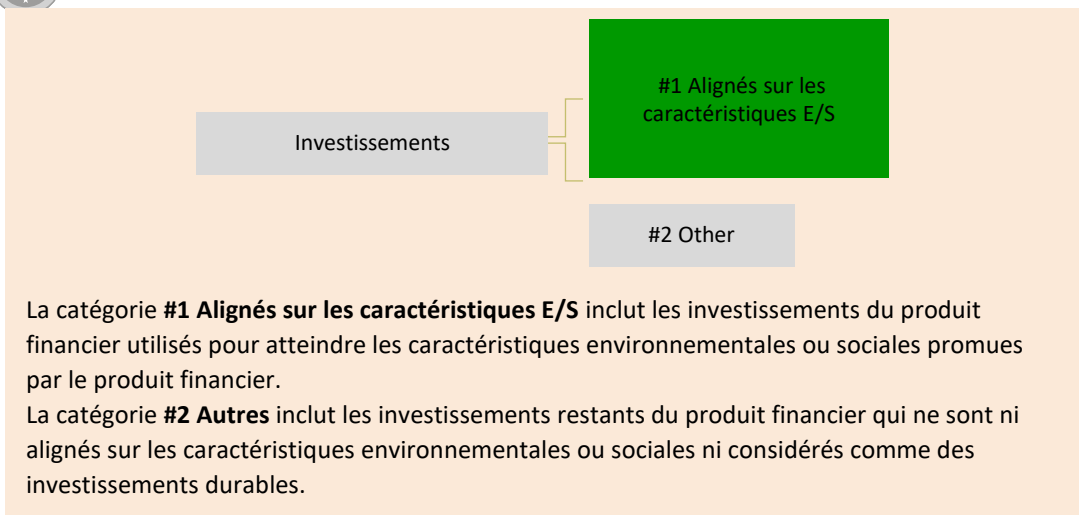 #1 Alignés sur les
caractéristiques E/S
Investissements
#2 Other
La catégorie #1 Alignés sur les caractéristiques E/S inclut les investissements du produit
financier utilisés pour atteindre les caractéristiques environnementales ou sociales promues
par le produit financier.
La catégorie #2 Autres inclut les investissements restants du produit financier qui ne sont ni
alignés sur les caractéristiques environnementales ou sociales ni considérés comme des
investissements durables.